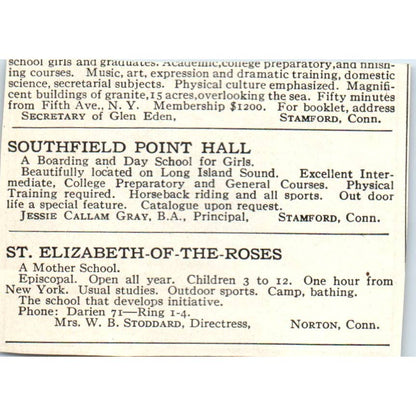 school girls and graduates. Academic, college preparatory, and finish-
ing courses. Music, art, expression and dramatic training, domestic
science, secretarial subjects. Physical culture emphasized. Magnifi-
cent buildings of granite, 15 acres, overlooking the sea. Fifty minutes
from Fifth Ave., N. Y. Membership $1200. For booklet, address
SECRETARY of Glen Eden, STAMFORD, Conn.
SOUTHFIELD POINT HALL
A Boarding and Day School for Girls.
Beautifully located on Long Island Sound. Excellent Inter-
mediate, College Preparatory and General Courses. Physical
Training required. Horseback riding and all sports. Out door
life a special feature. Catalogue upon request.
JESSIE CALLAM GRAY, B.A., Principal, STAMFORD, Conn.
ST. ELIZABETH-OF-THE-ROSES
A Mother School.
Episcopal. Open all year. Children 3 to 12. One hour from
New York. Usual studies. Outdoor sports. Camp, bathing.
The school that develops initiative.
Phone: Darien 71—Ring 1-4.
MRS. W. B. STODDARD, Directress, NORTON, Conn.